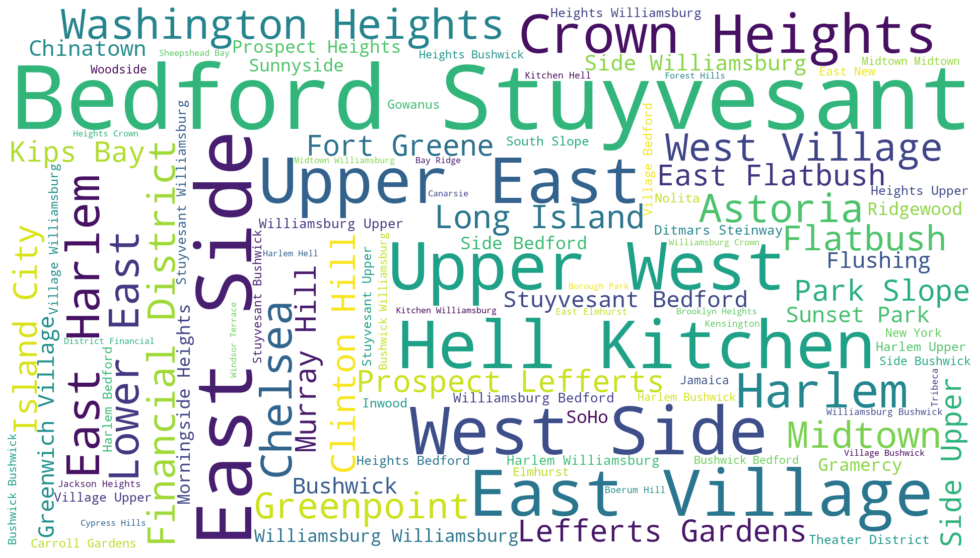 Washington Heights
Heights Williamsburg
Crown Heights
Chinatown
Sheepshead Bay
Prospect Heights
Heights Bushwick
Side Williamsburg
Midtown Midtown
Woodside
Sunnyside
Kitchen Hell
Forest Hills
East New
Bedford Stuyvesant
Gowanus
Heights Crown
Kips Bay
Fort Greene
South Slope
West Village
Midtown Williamsburg
Bay Ridge
East Flatbush
Upper East
Canarsie
Village Bedford
Nolita
Heights Upper
Astoria
Ridgewood
Long Island
Williamsburg Upper
Ditmars Steinway
Flatbush
Side Bedford
Williamsburg Crown
Flushing
Harlem Hell
Upper West
Borough Park
Park Slope
Stuyvesant Bedford
Kitchen Williamsburg
East Elmhurst
Brooklyn Heights
Sunset Park
Kensington
New York
Hell Kitchen
Harlem Upper
Side Bushwick
District Financial
Prospect Lefferts
Jamaica
Harlem
Inwood
Williamsburg Bedford
Harlem Bushwick
Tribeca
SoHo
Williamsburg Bushwick
West Side
Midtown
Village Bushwick
Heights Bedford
Harlem Williamsburg
Bushwick Bedford
Gramercy
Elmhurst
Jackson Heights
Bushwick
Boerum Hill
Village Upper
Greenpoint
East Village
Cypress Hills
Carroll Gardens
Williamsburg Williamsburg
Lefferts Gardens
Theater District
Island City
Village Williamsburg
Greenwich Village
Bushwick Bushwick
East Harlem
Harlem Bedford
Lower East
Financial District
Stuyvesant Williamsburg
Morningside Heights
East Side
Windsor Terrace
Stuyvesant Bushwick
Chelsea
Murray Hill
Clinton Hill
Stuyvesant Upper
Bushwick Williamsburg
Side Upper